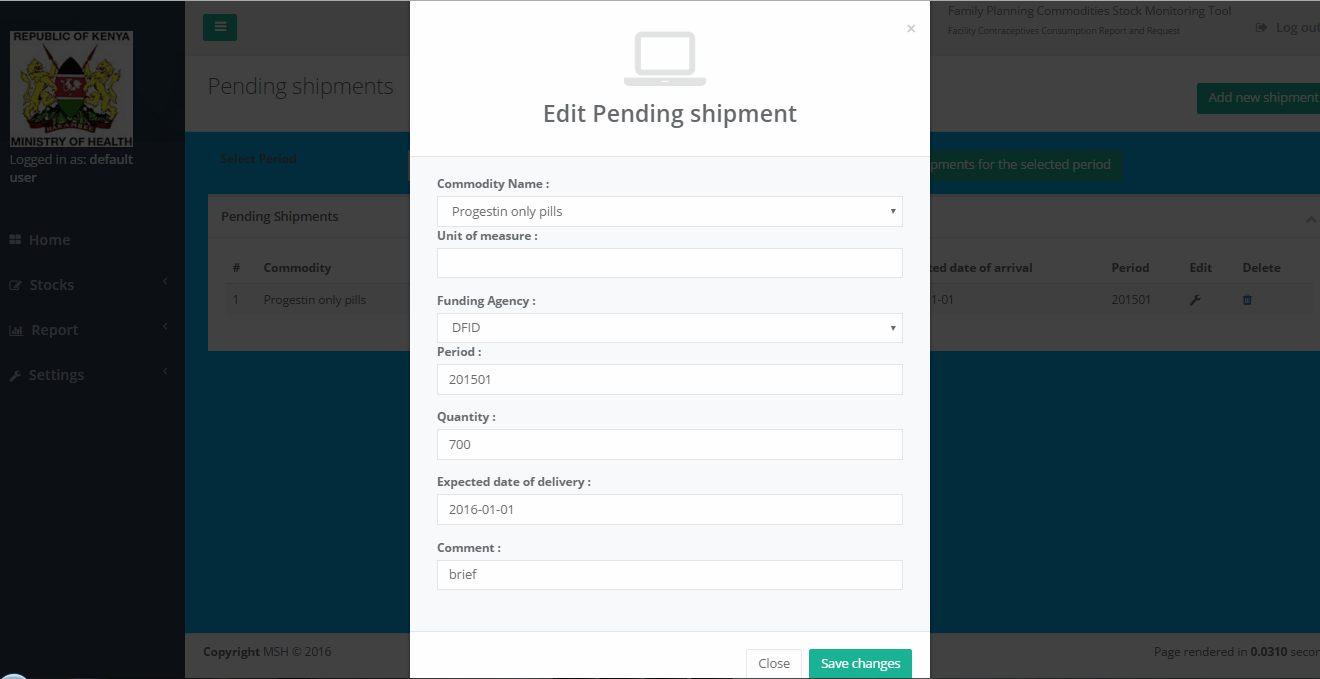 REPUBLIC OF KENYA
HARAMBEE
MINISTRY OF HEALTH
Logged in as: default
user
Home
Stocks
Report
Settings
Family Planning Commodities Stock Monitoring Tool
Facility Contraceptives Consumption Report and Request
Log out
Pending shipments
Add new shipment
Select Period
pments for the selected period
Pending Shipments
# Commodity
ted date of arrival Period Edit Delete
1 Progestin only pills
1-01 201501
×
Edit Pending shipment
Commodity Name :
Progestin only pills
Unit of measure :
Funding Agency :
DFID
Period :
201501
Quantity :
700
Expected date of delivery :
2016-01-01
Comment :
brief
Close Save changes
Copyright MSH © 2016
Page rendered in 0.0310 secon